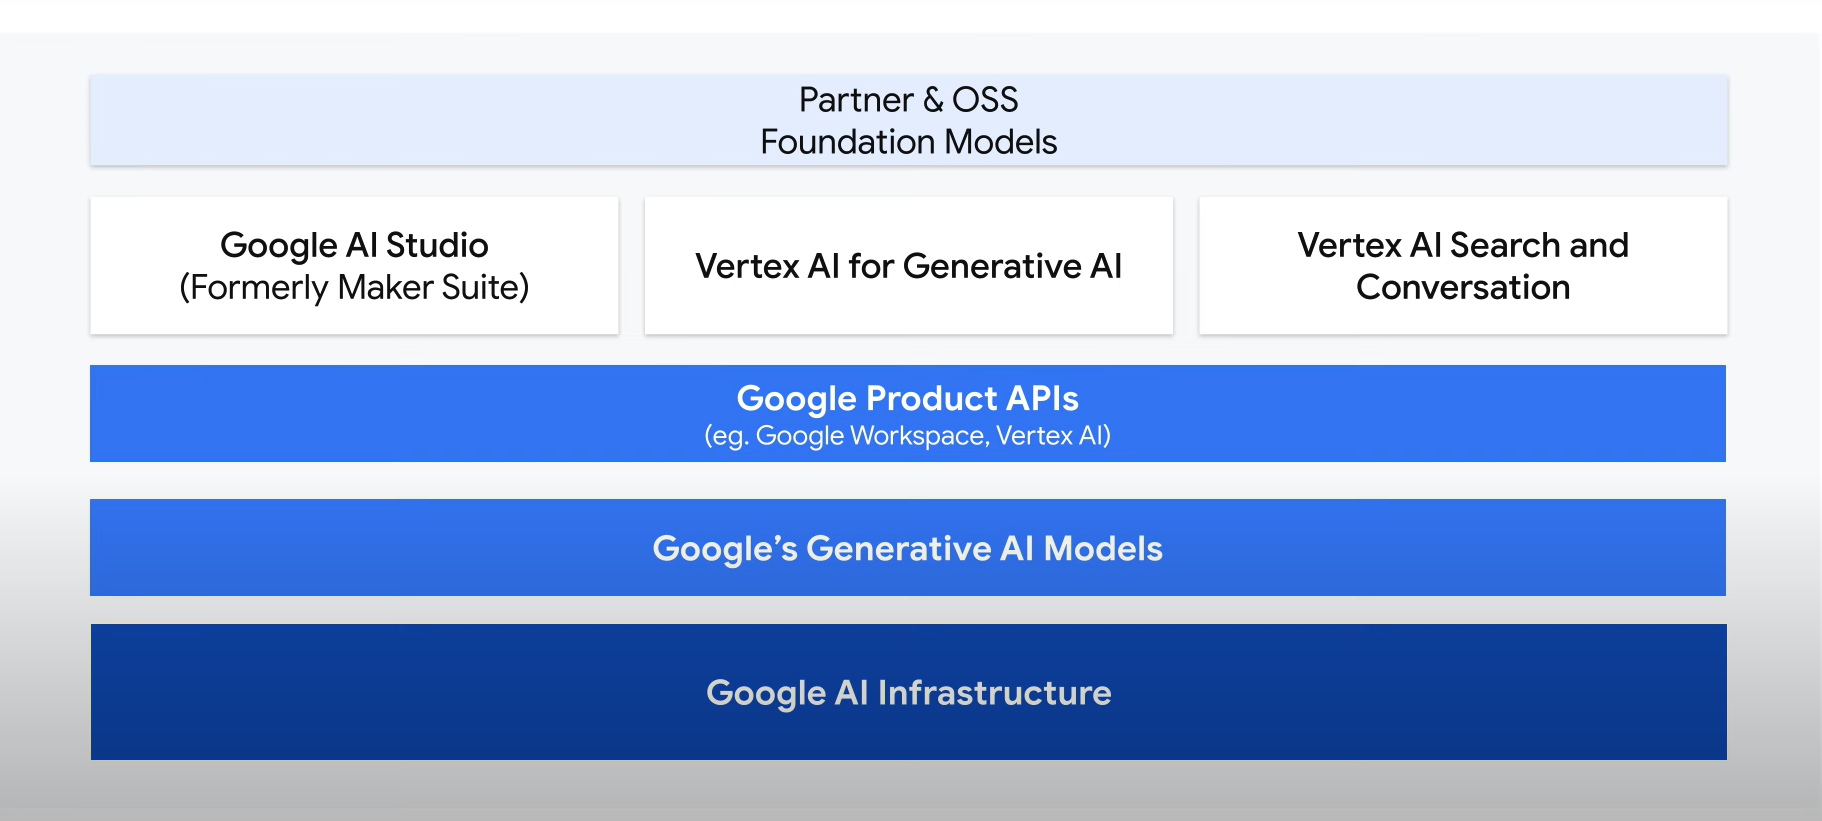 Partner & OSS
Foundation Models
Google AI Studio
(Formerly Maker Suite)
Vertex AI for Generative AI
Vertex AI Search and
Conversation
Google Product APIs
(eg. Google Workspace, Vertex AI)
Google’s Generative AI Models
Google AI Infrastructure